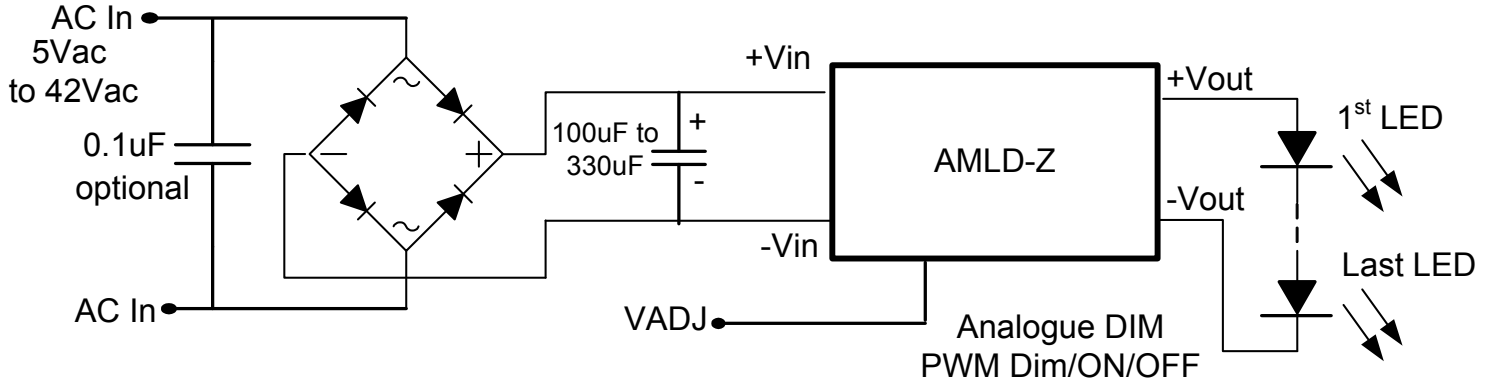 AC In
5Vac
to 42Vac
0.1uF
optional
~
−
+
~
100uF to
330uF
+
-
+Vin
-Vin
AMLD-Z
+Vout
-Vout
1st LED
Last LED
AC In
VADJ
Analogue DIM
PWM Dim/ON/OFF